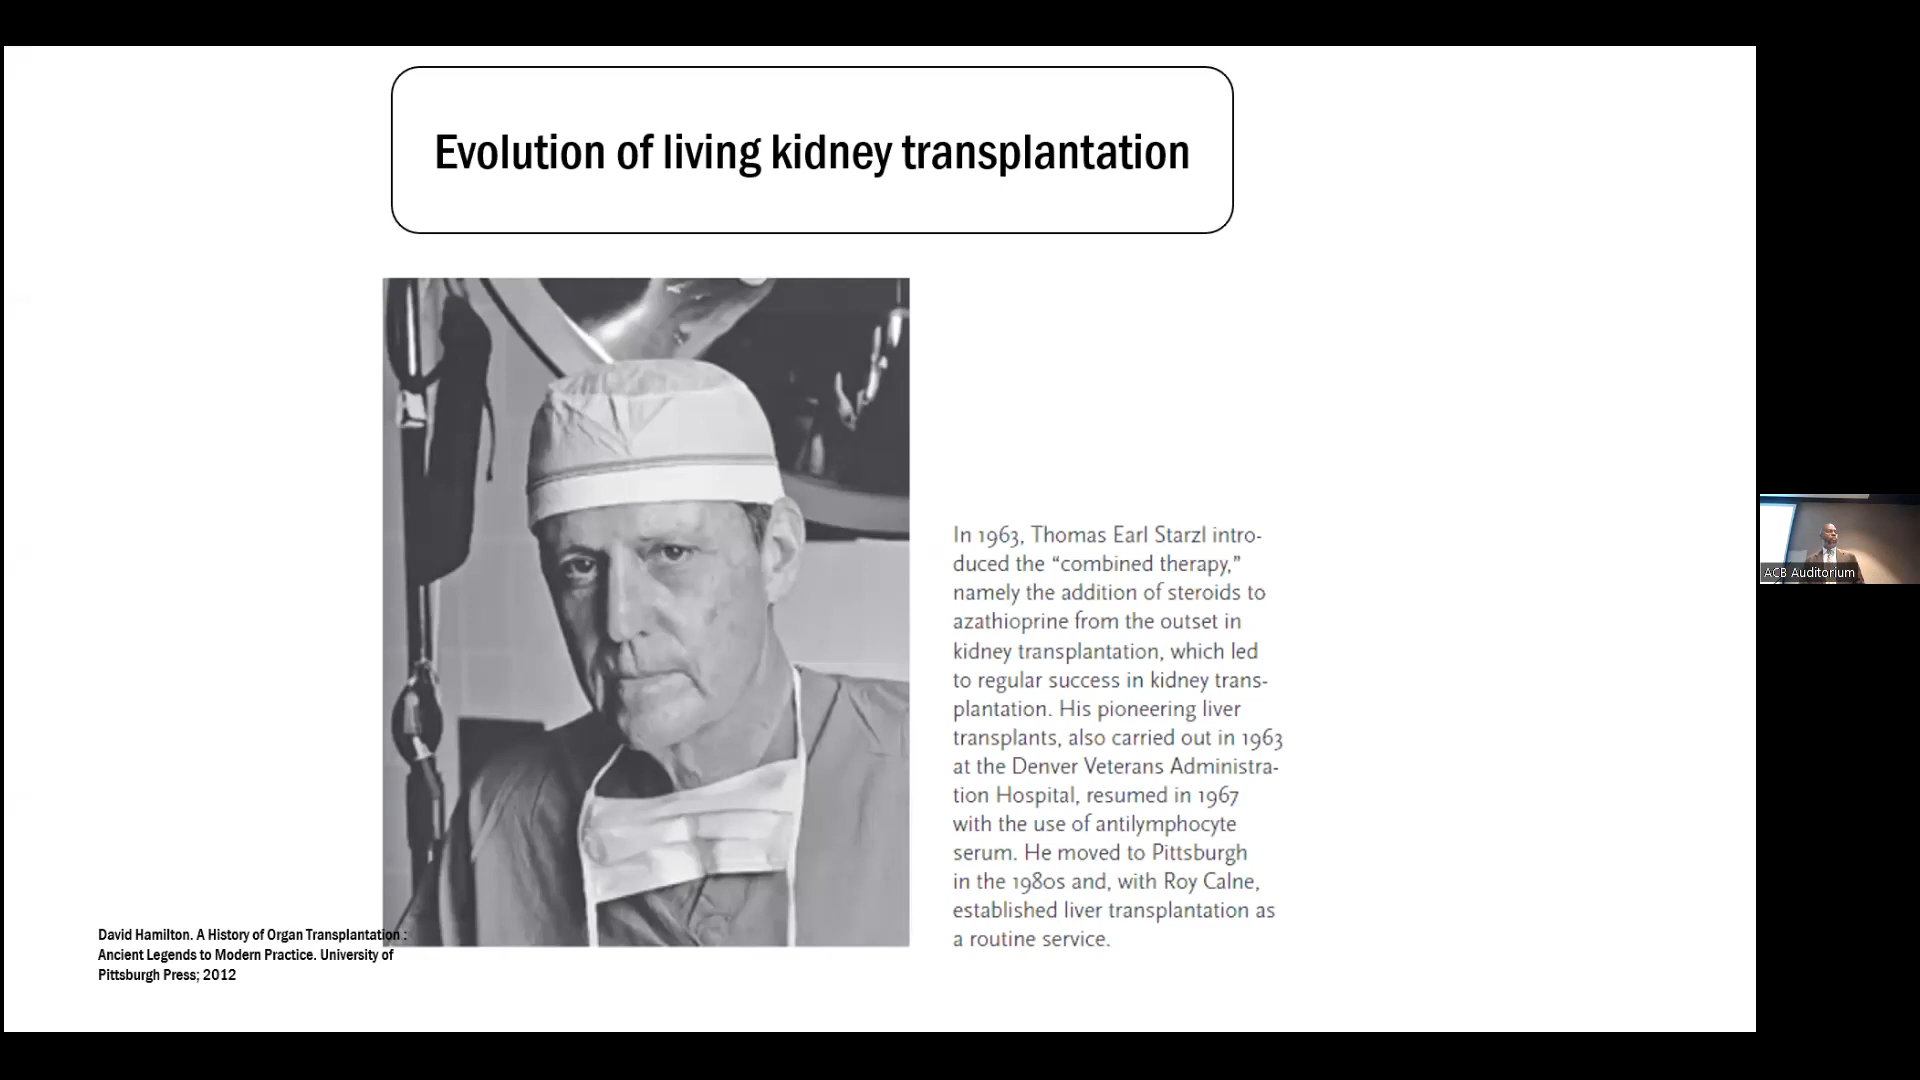 Evolution of living kidney transplantation
In 1963, Thomas Earl Starzl intro-
duced the “combined therapy,”
namely the addition of steroids to
azathioprine from the outset in
kidney transplantation, which led
to regular success in kidney trans-
plantation. His pioneering liver
transplants, also carried out in 1963
at the Denver Veterans Administra-
tion Hospital, resumed in 1967
with the use of antilymphocyte
serum. He moved to Pittsburgh
in the 1980s and, with Roy Calne,
established liver transplantation as
a routine service.
David Hamilton. A History of Organ Transplantation :
Ancient Legends to Modern Practice. University of
Pittsburgh Press; 2012
ACB Auditorium